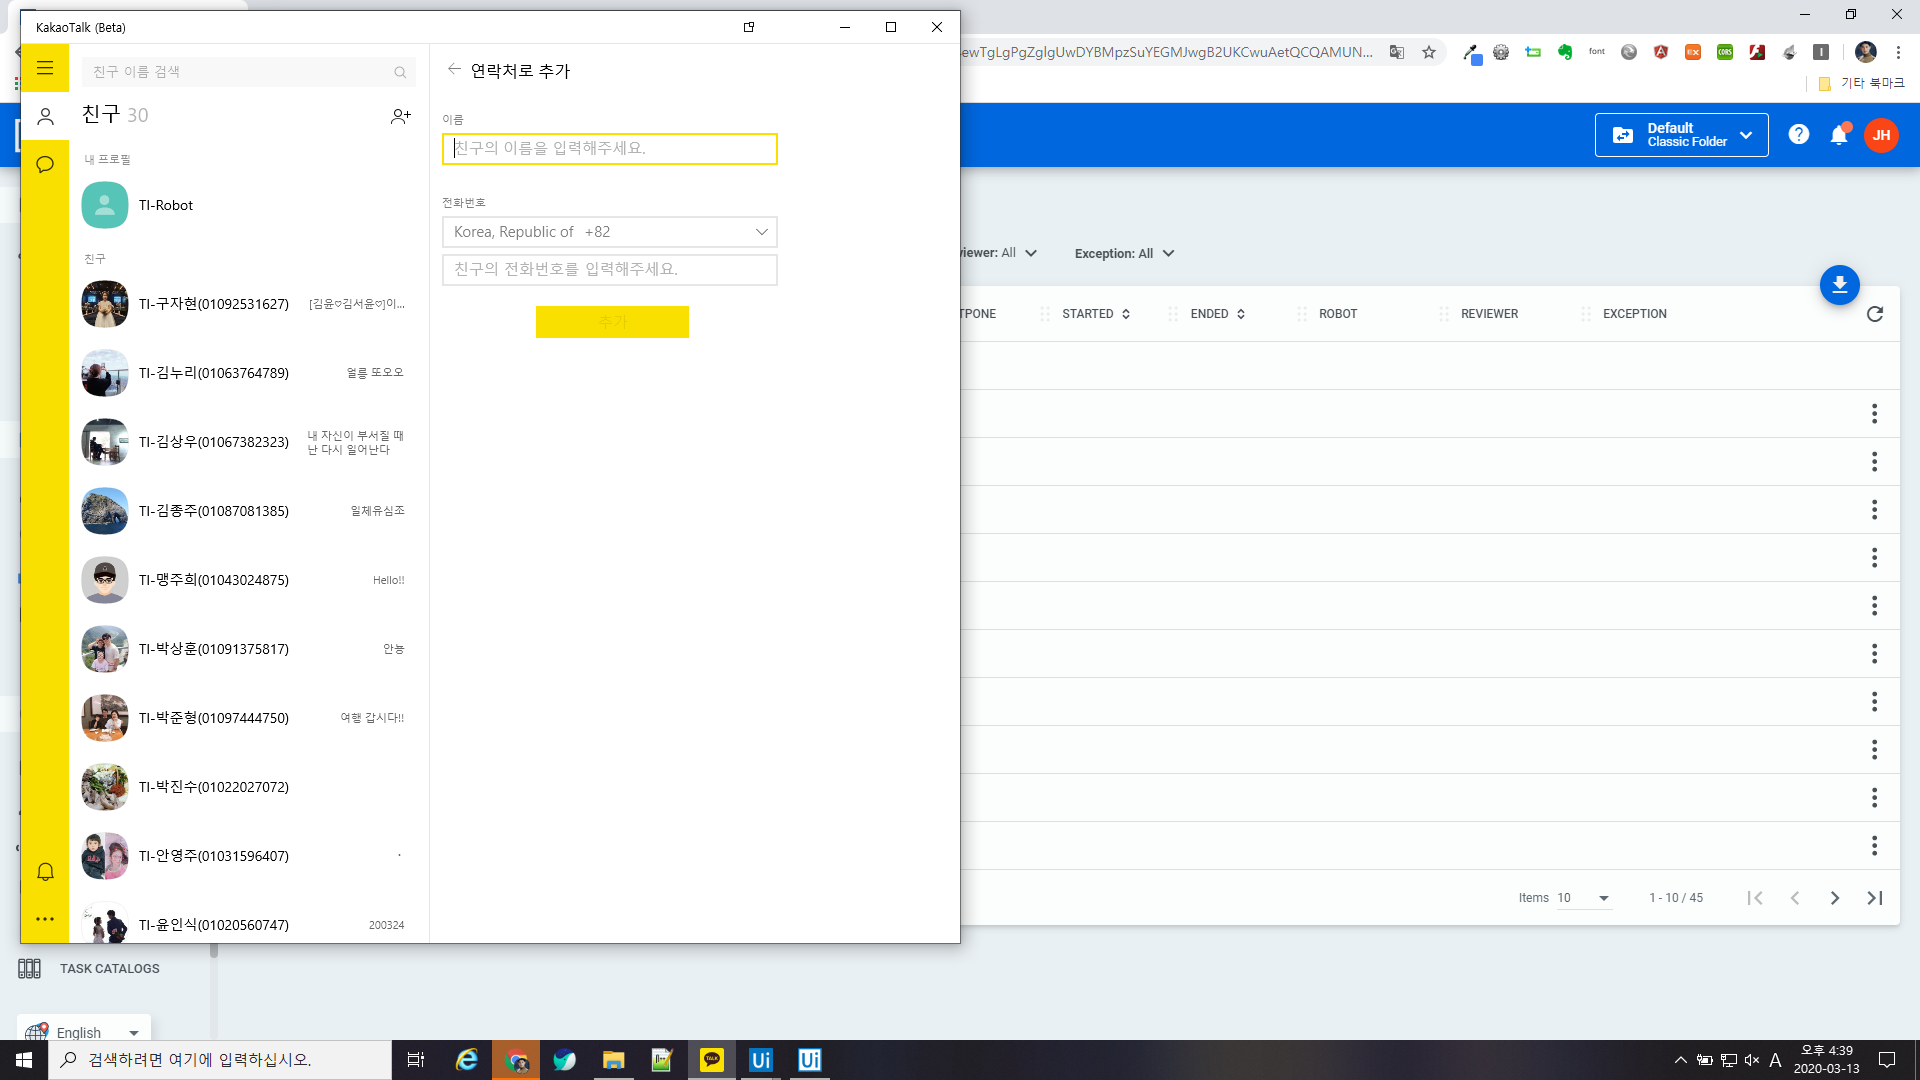 KakaoTalk (Beta)
친구 이름 검색
친구 30
내 프로필
TI-Robot
친구
TI-구자현(01092531627)
[김윤♡김서윤♡]이...
TI-김누리(01063764789)
얼릉 또오오
TI-김상우(01067382323)
내 자신이 부서질 때
난 다시 일어난다
TI-김종주(01087081385)
일체유심조
TI-맹주희(01043024875)
Hello!!
TI-박상훈(01091375817)
안뇽
TI-박준형(01097444750)
여행 갑시다!!
TI-박진수(01022027072)
TI-안영주(01031596407)
.
TI-윤인식(01020560747)
200324
연락처로 추가
이름
친구의 이름을 입력해주세요.
전화번호
Korea, Republic of +82
친구의 전화번호를 입력해주세요.
추가
ewTgLgPgZglgUwDYBMpzSuYEGMJwgB2UKCwuAetQCQAMUN...
font
CORS
기타 북마크
Default
Classic Folder
JH
viewer: All
Exception: All
TPONE
STARTED
ENDED
ROBOT
REVIEWER
EXCEPTION
Items 10
1 - 10 / 45
TASK CATALOGS
English
검색하려면 여기에 입력하십시오.
TALK
Ui
Ui
A
오후 4:39
2020-03-13